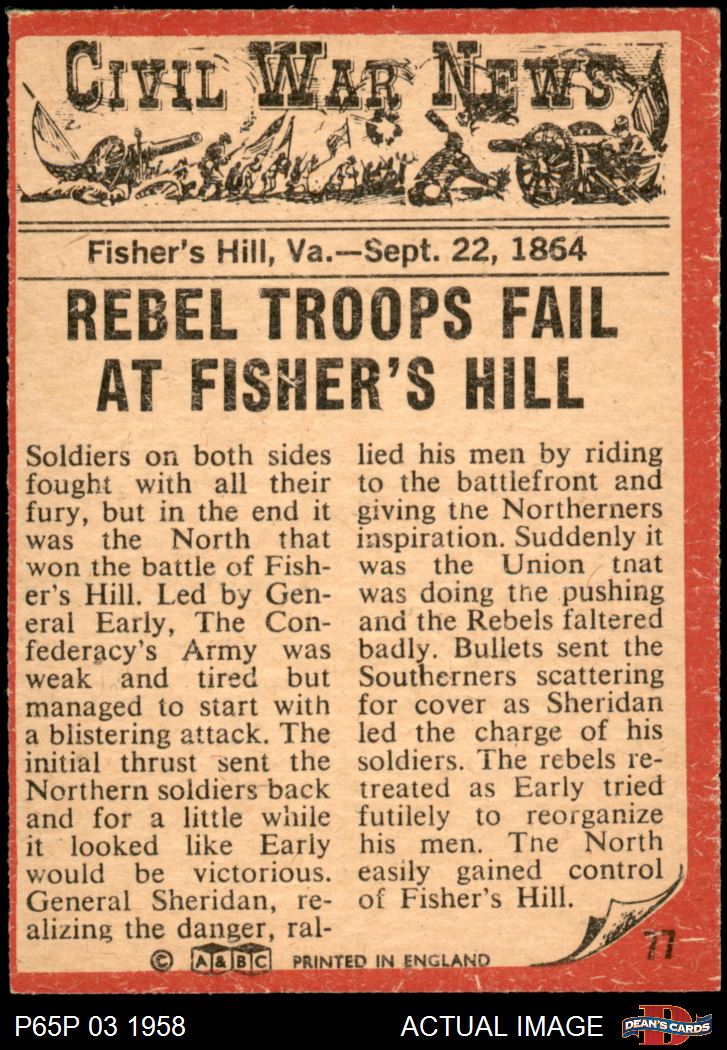 CIVIL WAR NEWS
Fisher's Hill, Va.—Sept. 22, 1864
REBEL TROOPS FAIL
AT FISHER'S HILL
Soldiers on both sides
fought with all their
fury, but in the end it
was the North that
won the battle of Fish-
er's Hill. Led by Gen-
eral Early, The Con-
federacy's Army was
weak and tired but
managed to start with
a blistering attack. The
initial thrust sent the
Northern soldiers back
and for a little while
it looked like Early
would be victorious.
General Sheridan, re-
alizing the danger, ral-
lied his men by riding
to the battlefront and
giving the Northerners
inspiration. Suddenly it
was the Union that
was doing the pushing
and the Rebels faltered
badly. Bullets sent the
Southerners scattering
for cover as Sheridan
led the charge of his
soldiers. The rebels re-
treated as Early tried
futilely to reorganize
his men. The North
easily gained control
of Fisher's Hill.
© A&BC PRINTED IN ENGLAND
77
P65P 03 1958
ACTUAL IMAGE
D
DEAN'S CARDS